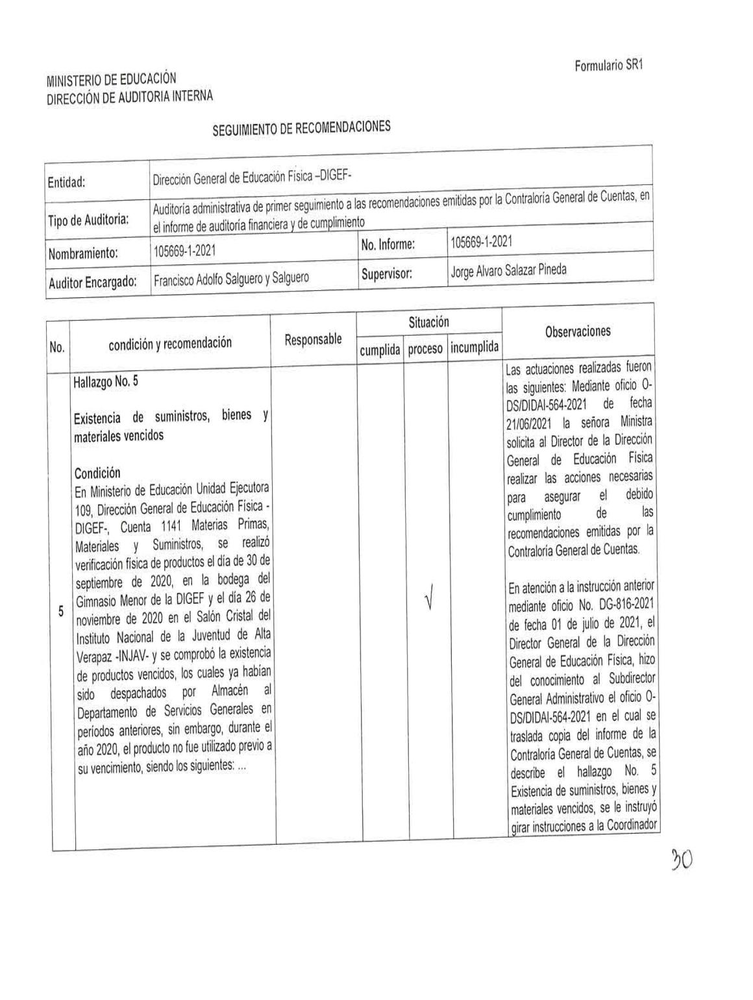 Formulario SR1
MINISTERIO DE EDUCACIÓN
DIRECCIÓN DE AUDITORIA INTERNA
SEGUIMIENTO DE RECOMENDACIONES
Entidad:
Dirección General de Educación Física –DIGEF-
Tipo de Auditoria:
Auditoría administrativa de primer seguimiento a las recomendaciones emitidas por la Contraloría General de Cuentas, en
el informe de auditoría financiera y de cumplimiento
Nombramiento:
105669-1-2021
No. Informe:
105669-1-2021
Auditor Encargado:
Francisco Adolfo Salguero y Salguero
Supervisor:
Jorge Alvaro Salazar Pineda
No.
condición y recomendación
Responsable
Situación
cumplida
proceso
incumplida
Observaciones
5
Hallazgo No. 5
Existencia de suministros, bienes y
materiales vencidos
Condición
En Ministerio de Educación Unidad Ejecutora
109, Dirección General de Educación Física -
DIGEF-, Cuenta 1141 Materias Primas,
Materiales y Suministros, se realizó
verificación física de productos el día de 30 de
septiembre de 2020, en la bodega del
Gimnasio Menor de la DIGEF y el día 26 de
noviembre de 2020 en el Salón Cristal del
Instituto Nacional de la Juventud de Alta
Verapaz -INJAV- y se comprobó la existencia
de productos vencidos, los cuales ya habían
sido despachados por Almacén al
Departamento de Servicios Generales en
períodos anteriores, sin embargo, durante el
año 2020, el producto no fue utilizado previo a
su vencimiento, siendo los siguientes: ...
√
Las actuaciones realizadas fueron
las siguientes: Mediante oficio O-
DS/DIDAI-564-2021 de fecha
21/06/2021 la señora Ministra
solicita al Director de la Dirección
General de Educación Física
realizar las acciones necesarias
para asegurar el debido
cumplimiento de las
recomendaciones emitidas por la
Contraloría General de Cuentas.
En atención a la instrucción anterior
mediante oficio No. DG-816-2021
de fecha 01 de julio de 2021, el
Director General de la Dirección
General de Educación Física, hizo
del conocimiento al Subdirector
General Administrativo el oficio O-
DS/DIDAI-564-2021 en el cual se
traslada copia del informe de la
Contraloría General de Cuentas, se
describe el hallazgo No. 5
Existencia de suministros, bienes y
materiales vencidos, se le instruyó
girar instrucciones a la Coordinador
30